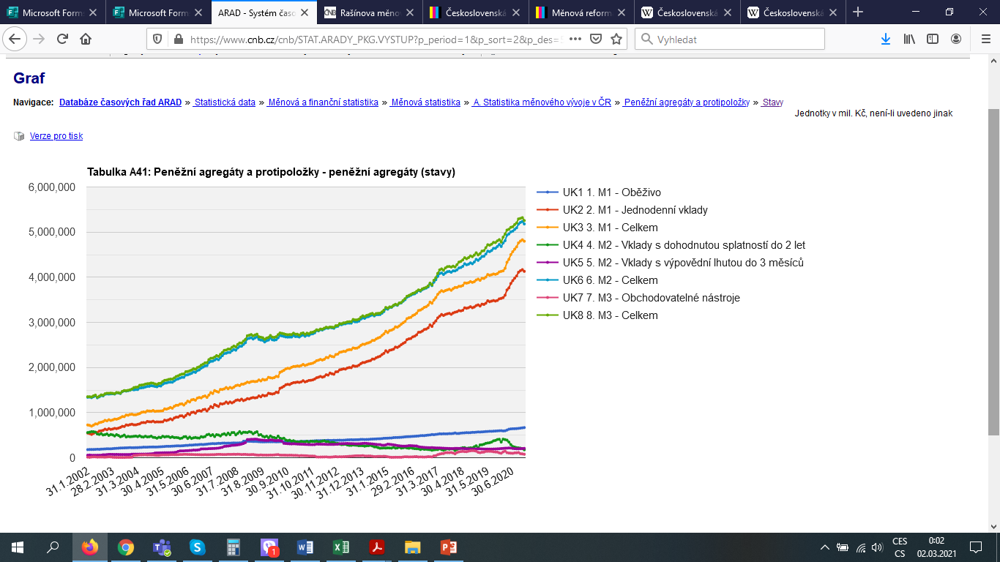 Microsoft Forms
Microsoft Forms
ARAD - Systém časo
Rašínova měno
Československá
Měnová reform
Československá
Československá
https://www.cnb.cz/cnb/STAT.ARADY_PKG.VYSTUP?p_period=1&p_sort=2&p_des=
Vyhledat
Graf
Navigace: Databáze časových řad ARAD » Statistická data » Měnová a finanční statistika » Měnová statistika » A. Statistika měnového vývoje v ČR » Peněžní agregáty a protipoložky » Stavy
Jednotky v mil. Kč, není-li uvedeno jinak
Verze pro tisk
Tabulka A41: Peněžní agregáty a protipoložky - peněžní agregáty (stavy)
6,000,000
5,000,000
4,000,000
3,000,000
2,000,000
1,000,000
0
31.1.2002
28.2.2003
31.3.2004
30.4.2005
31.5.2006
30.6.2007
31.7.2008
31.8.2009
30.9.2010
31.10.2011
30.11.2012
31.12.2013
31.1.2015
29.2.2016
31.3.2017
30.4.2018
31.5.2019
30.6.2020
UK1 1. M1 - Oběživo
UK2 2. M1 - Jednodenní vklady
UK3 3. M1 - Celkem
UK4 4. M2 - Vklady s dohodnutou splatností do 2 let
UK5 5. M2 - Vklady s výpovědní lhutou do 3 měsíců
UK6 6. M2 - Celkem
UK7 7. M3 - Obchodovatelné nástroje
UK8 8. M3 - Celkem
1
CES
CS
0:02
02.03.2021